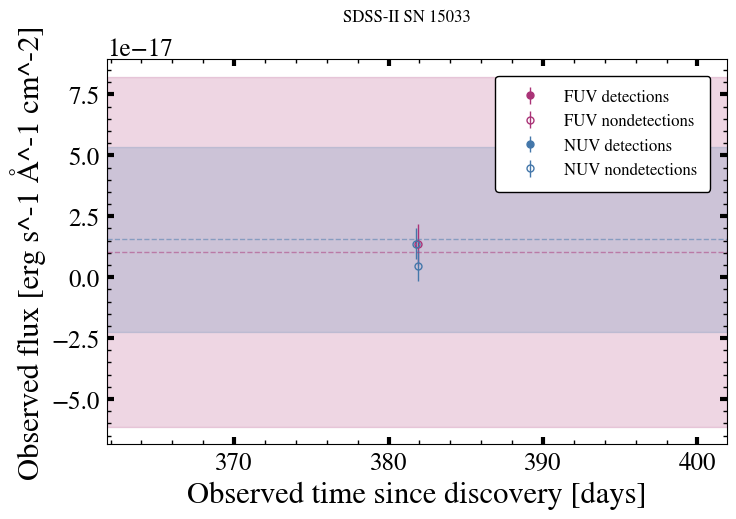 SDSS-II SN 15033
1e−17
Observed flux [erg s^-1 Å^-1 cm^-2]
7.5
5.0
2.5
0.0
−2.5
−5.0
FUV detections
FUV nondetections
NUV detections
NUV nondetections
370
380
390
400
Observed time since discovery [days]